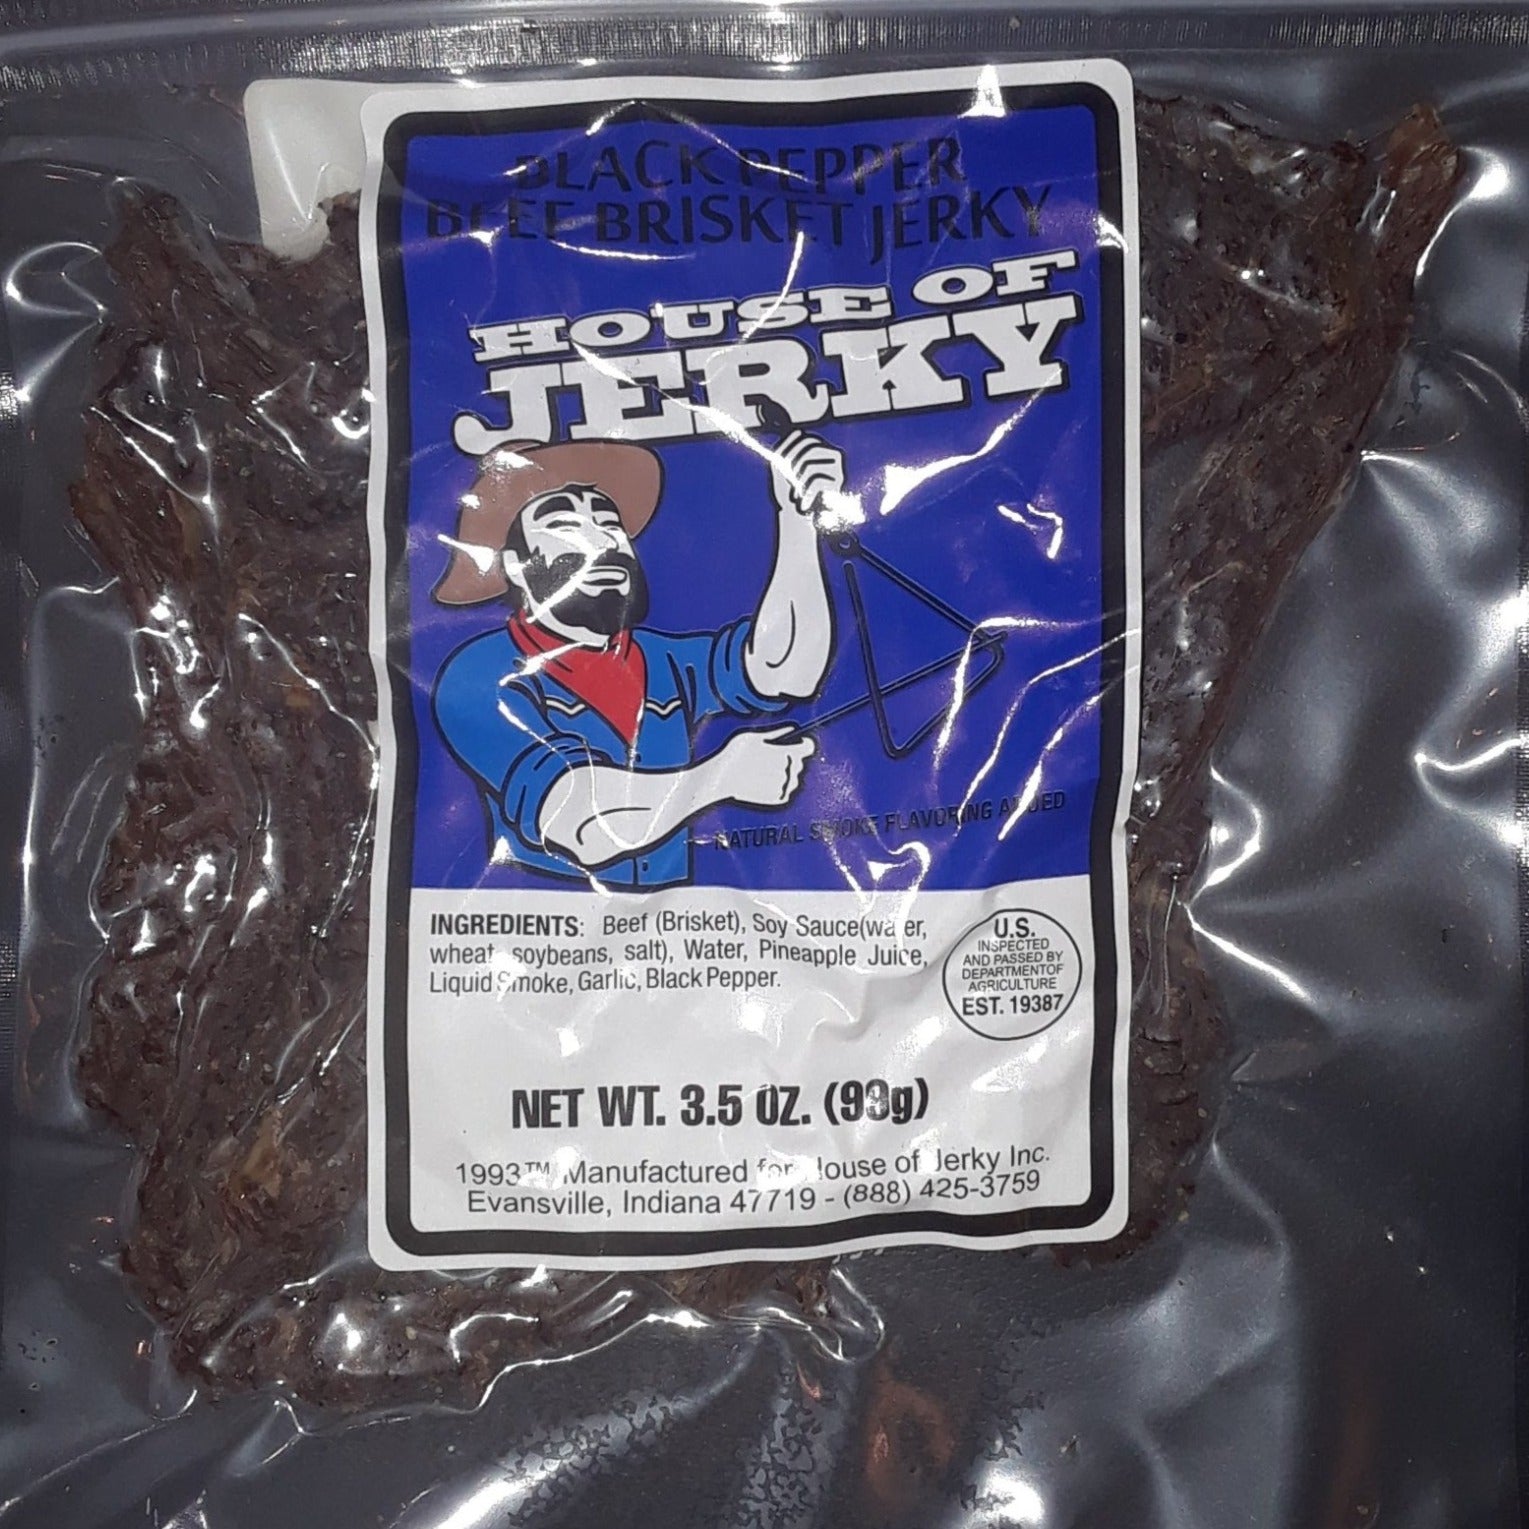 BLACK PEPPER
BEEF BRISKET JERKY
HOUSE OF
JERKY
NATURAL SMOKE FLAVORING ADDED
INGREDIENTS: Beef (Brisket), Soy Sauce(water,
wheat, soybeans, salt), Water, Pineapple Juice,
Liquid Smoke, Garlic, Black Pepper.
U.S.
INSPECTED
AND PASSED BY
DEPARTMENTOF
AGRICULTURE
EST. 19387
NET WT. 3.5 OZ. (99g)
1993™ Manufactured for House of Jerky Inc.
Evansville, Indiana 47719 - (888) 425-3759